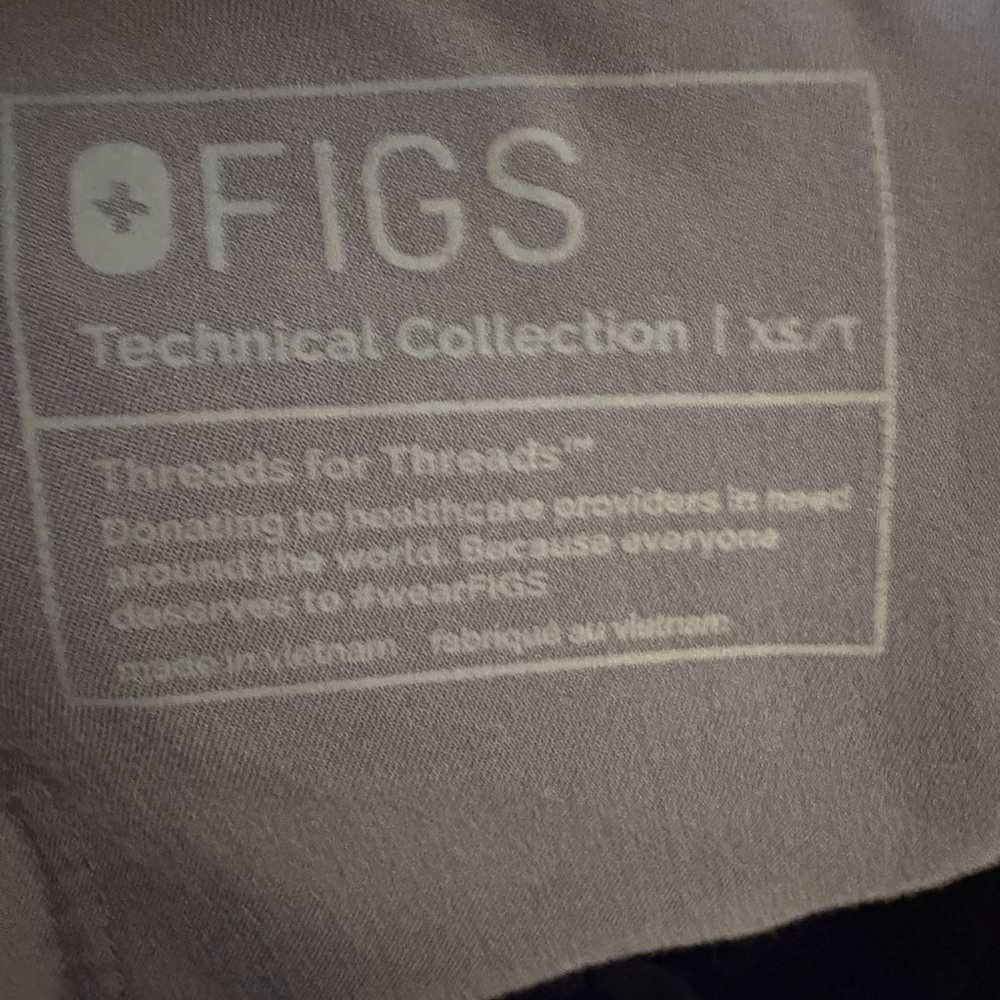 FIGS
Technical Collection | XS/T
Threads for Threads™
Donating to healthcare providers in need
around the world. Because everyone
deserves to #wearFIGS
made in vietnam fabriqué au vietnam